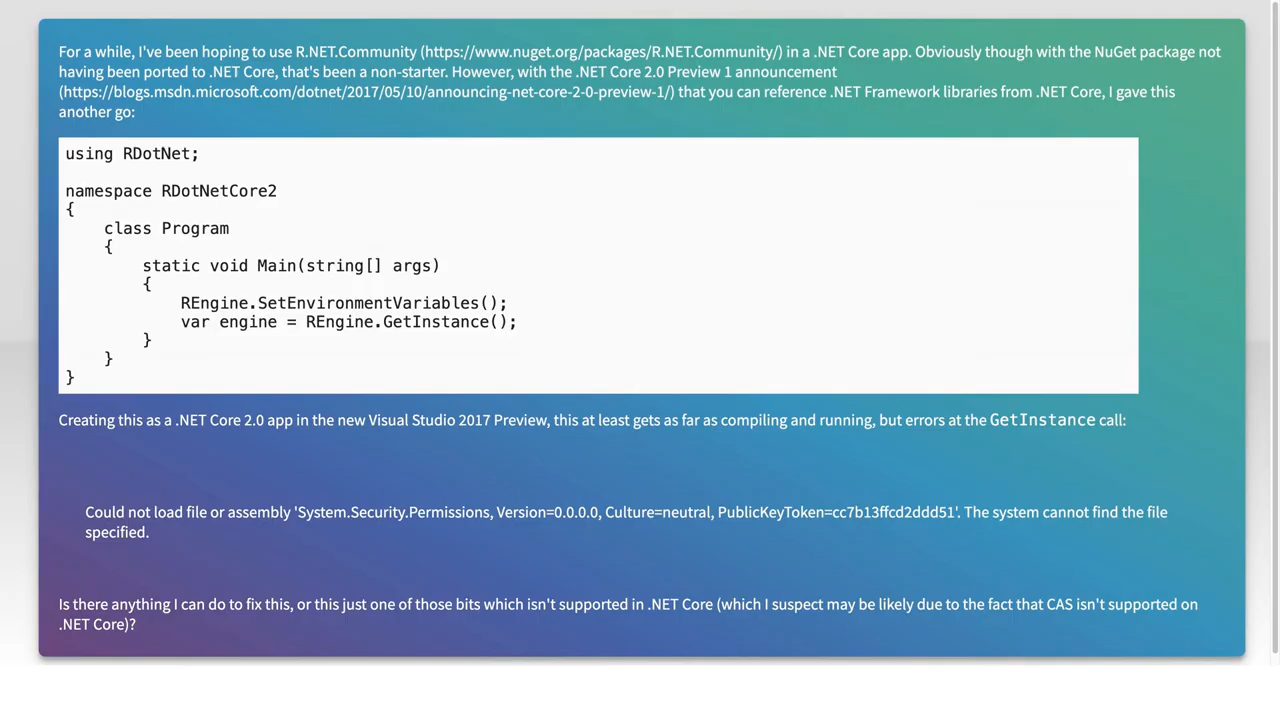 For a while, I've been hoping to use R.NET.Community (https://www.nuget.org/packages/R.NET.Community/) in a .NET Core app. Obviously though with the NuGet package not
having been ported to .NET Core, that's been a non-starter. However, with the .NET Core 2.0 Preview 1 announcement
(https://blogs.msdn.microsoft.com/dotnet/2017/05/10/announcing-net-core-2-0-preview-1/) that you can reference .NET Framework libraries from .NET Core, I gave this
another go:
using RDotNet;
namespace RDotNetCore2
{
    class Program
    {
        static void Main(string[] args)
        {
            REngine.SetEnvironmentVariables();
            var engine = REngine.GetInstance();
        }
    }
}
Creating this as a .NET Core 2.0 app in the new Visual Studio 2017 Preview, this at least gets as far as compiling and running, but errors at the GetInstance call:
Could not load file or assembly 'System.Security.Permissions, Version=0.0.0.0, Culture=neutral, PublicKeyToken=cc7b13ffcd2ddd51'. The system cannot find the file
specified.
Is there anything I can do to fix this, or this just one of those bits which isn't supported in .NET Core (which I suspect may be likely due to the fact that CAS isn't supported on
.NET Core)?